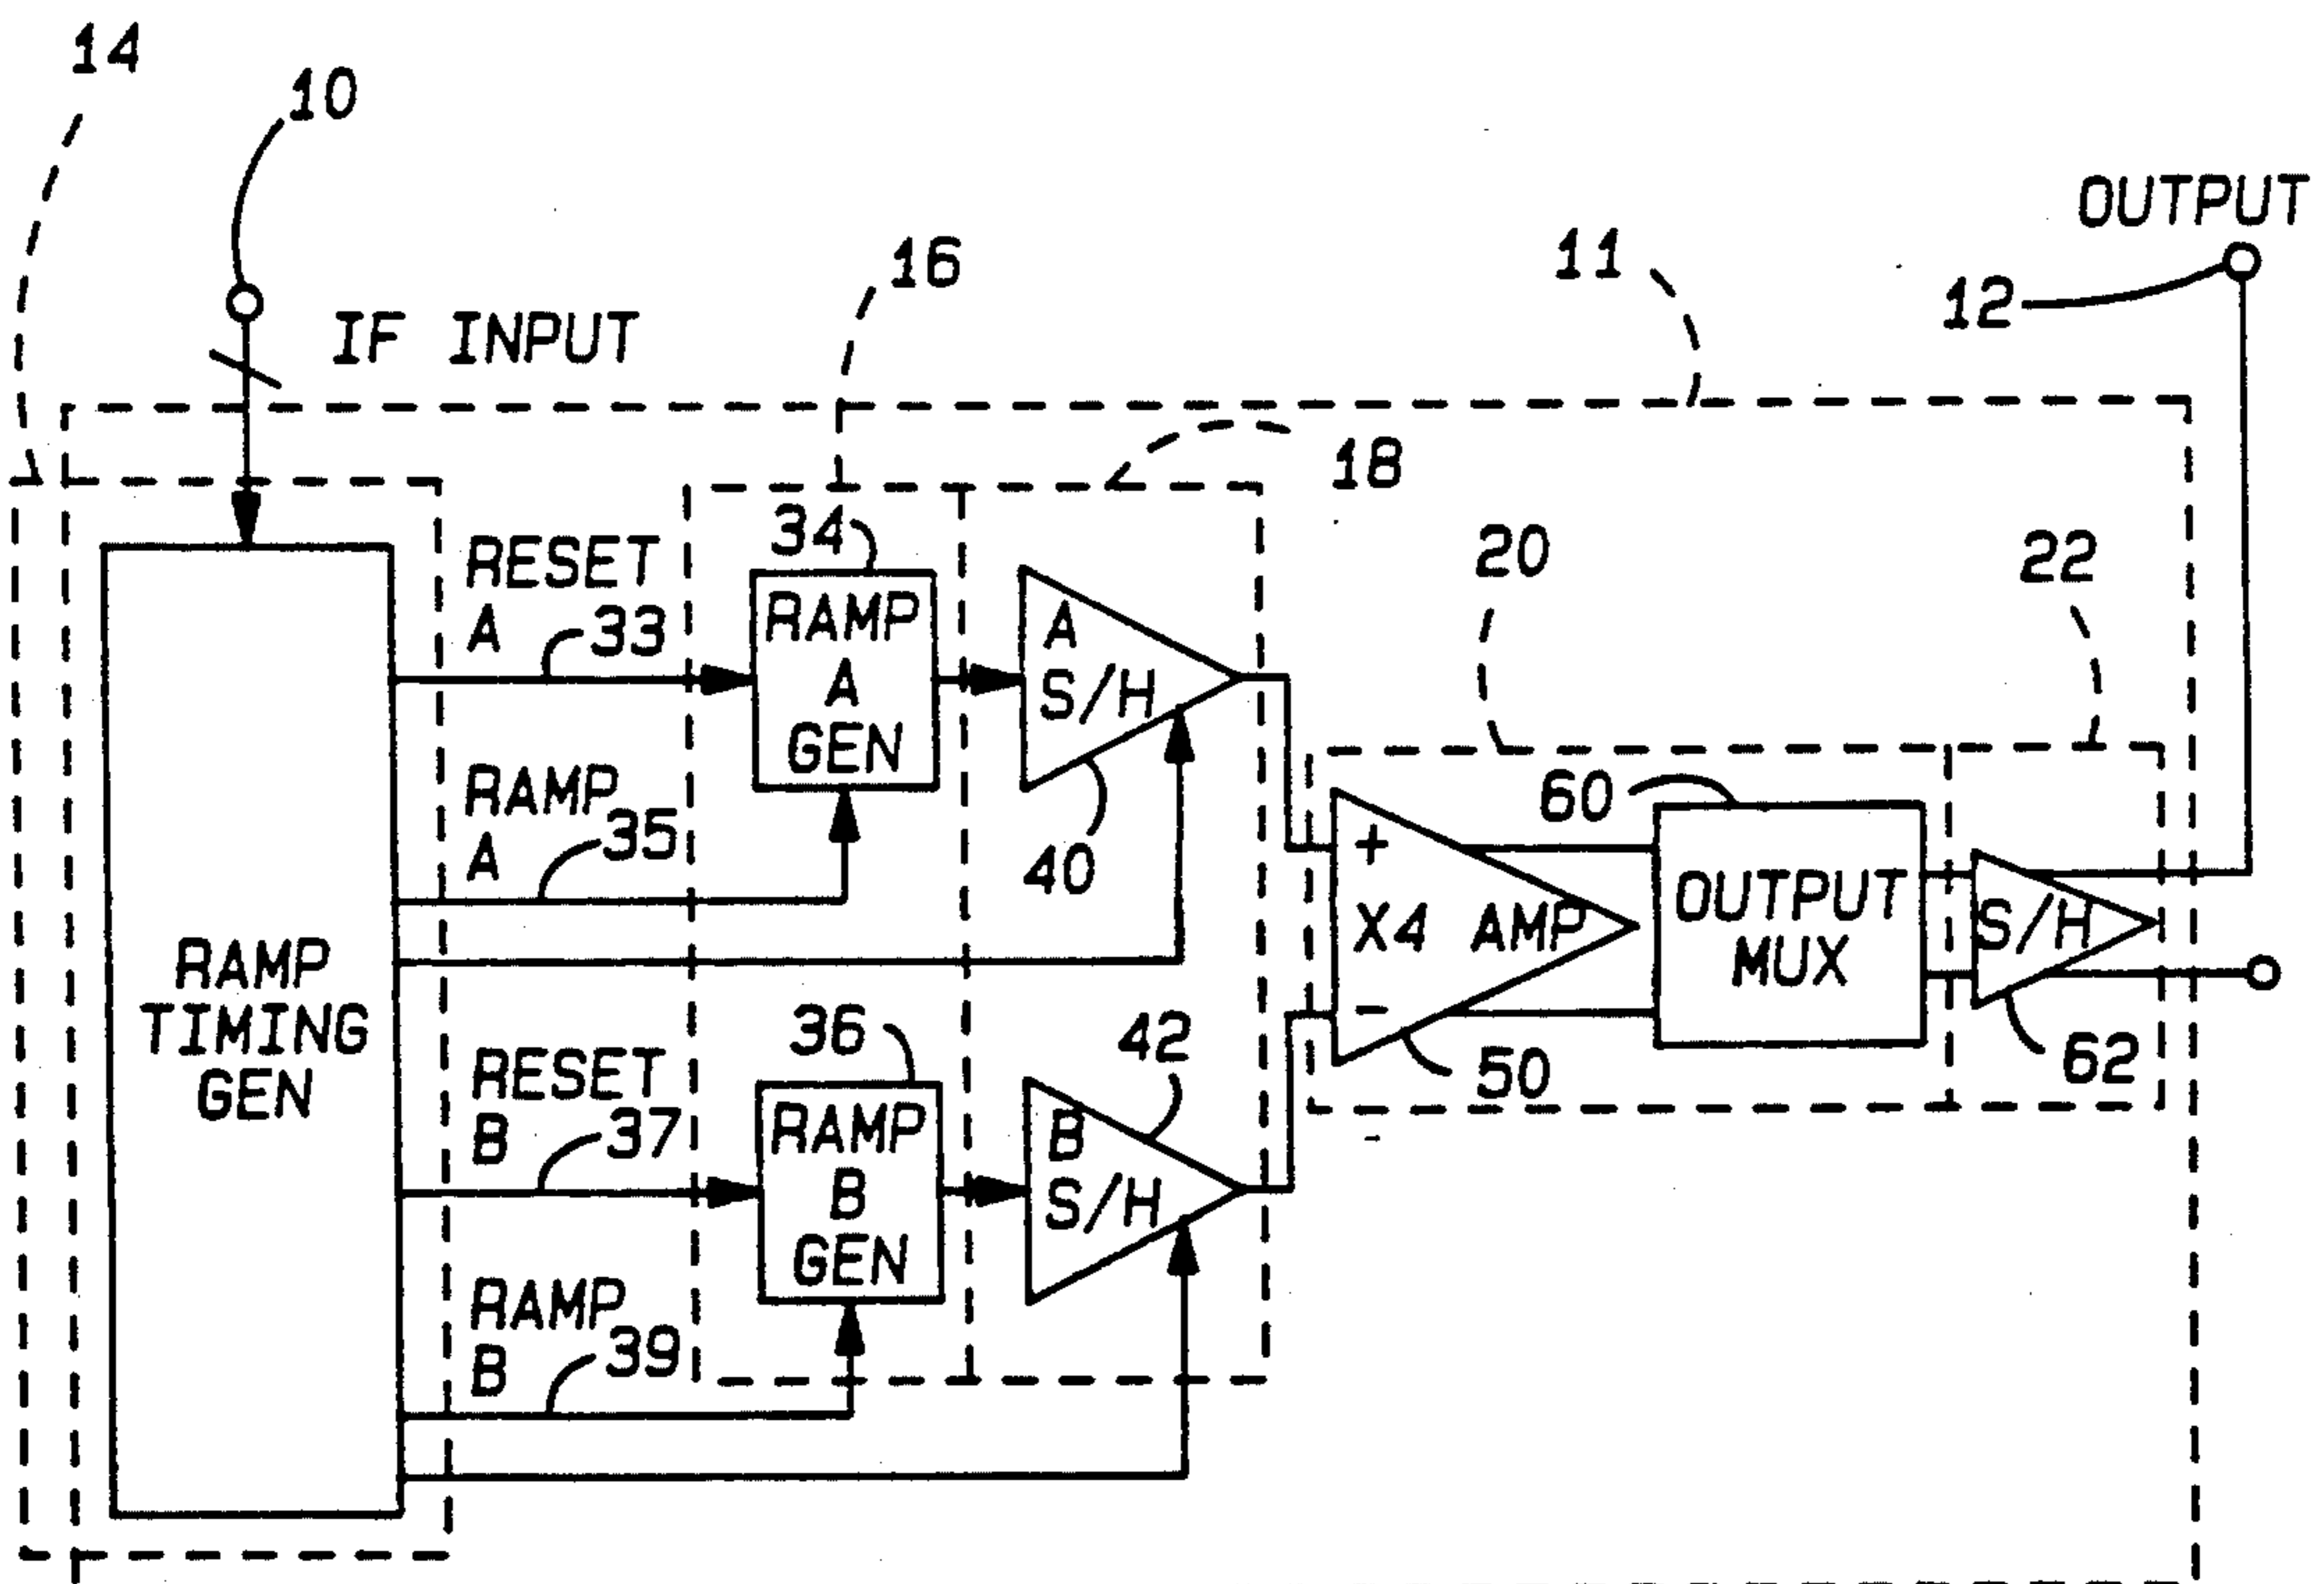 14
10
OUTPUT
16
11
12
IF INPUT
18
34
20
22
RESET
A
33
RAMP
A
GEN
A
S/H
RAMP
A
35
40
60
+
X4 AMP
-
OUTPUT
MUX
S/H
RAMP
TIMING
GEN
36
42
50
62
RESET
B
37
RAMP
B
GEN
B
S/H
RAMP
B
39